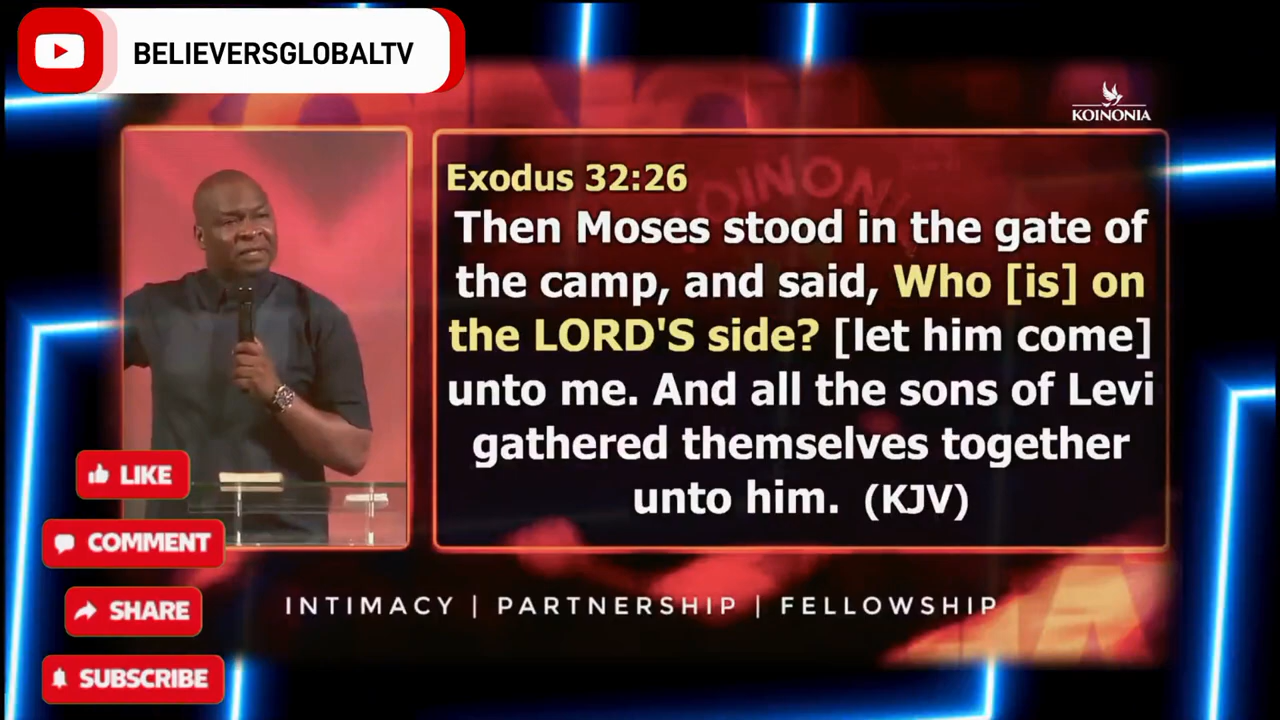 BELIEVERSGLOBALTV
KOINONIA
Exodus 32:26
Then Moses stood in the gate of
the camp, and said, Who [is] on
the LORD'S side? [let him come]
unto me. And all the sons of Levi
gathered themselves together
unto him. (KJV)
LIKE
COMMENT
SHARE
SUBSCRIBE
INTIMACY | PARTNERSHIP | FELLOWSHIP